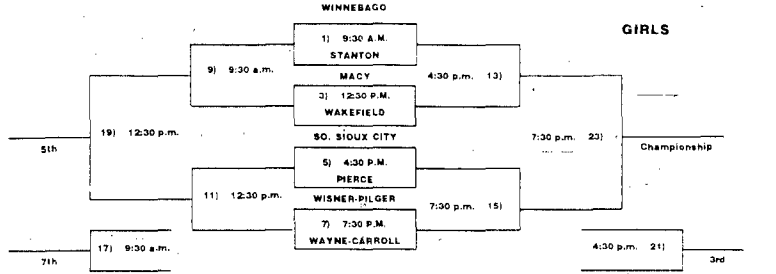 WINNEBAGO
GIRLS
1) 9:30 A.M.
STANTON
9) 9:30 a.m.
MACY
4:30 p.m. 13)
3) 12:30 P.M.
WAKEFIELD
19) 12:30 p.m.
SO. SIOUX CITY
7:30 p.m. 23)
5th
Championship
5) 4:30 P.M.
PIERCE
11) 12:30 p.m.
WISNER-PILGER
7:30 p.m. 15)
7) 7:30 P.M.
WAYNE-CARROLL
17) 9:30 a.m.
4:30 p.m. 21)
7th
3rd